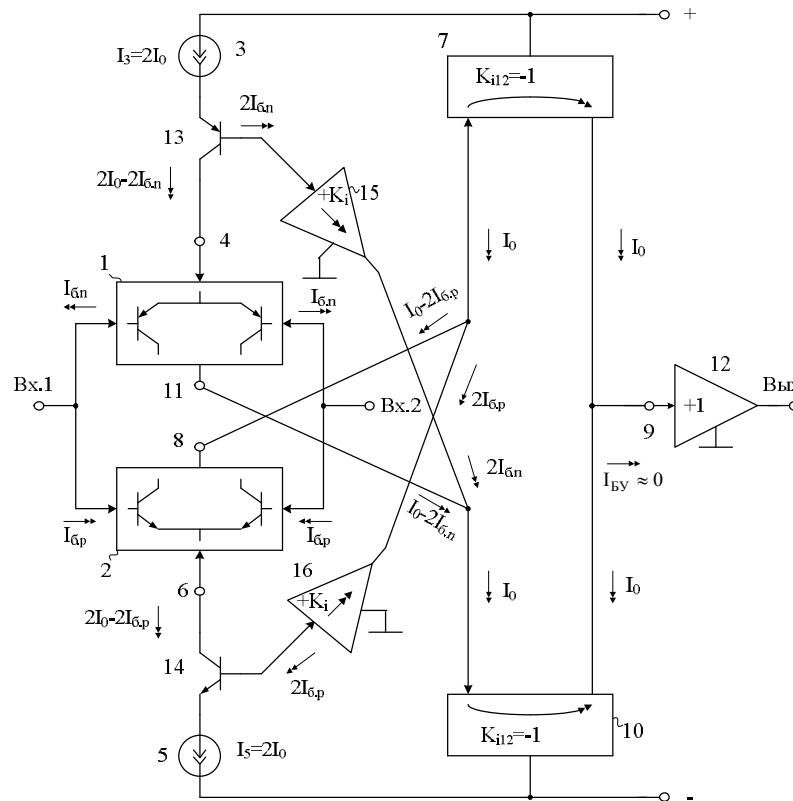 +
3
7
I₃=2I₀
Kᵢ₁₂=-1
2Iб.п
13
2I₀-2Iб.п
+Kᵢ
15
4
I₀
I₀
1
Iб.п
Iб.п
I₀-2Iб.р
12
Вх.1
11
Вх.2
2Iб.р
+1
Вых
8
9
2Iб.п
IБУ ≈ 0
Iб.р
Iб.р
I₀-2Iб.п
2
16
6
I₀
I₀
+Kᵢ
2I₀-2Iб.р
14
2Iб.р
10
5
I₅=2I₀
Kᵢ₁₂=-1
-